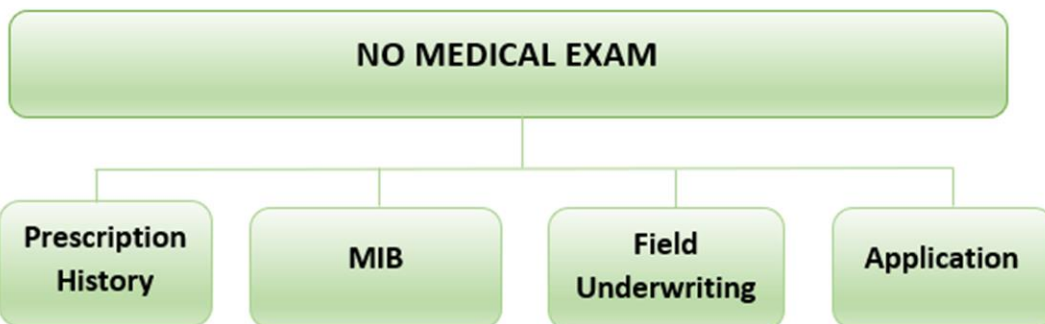 NO MEDICAL EXAM
Prescription
History
MIB
Field
Underwriting
Application